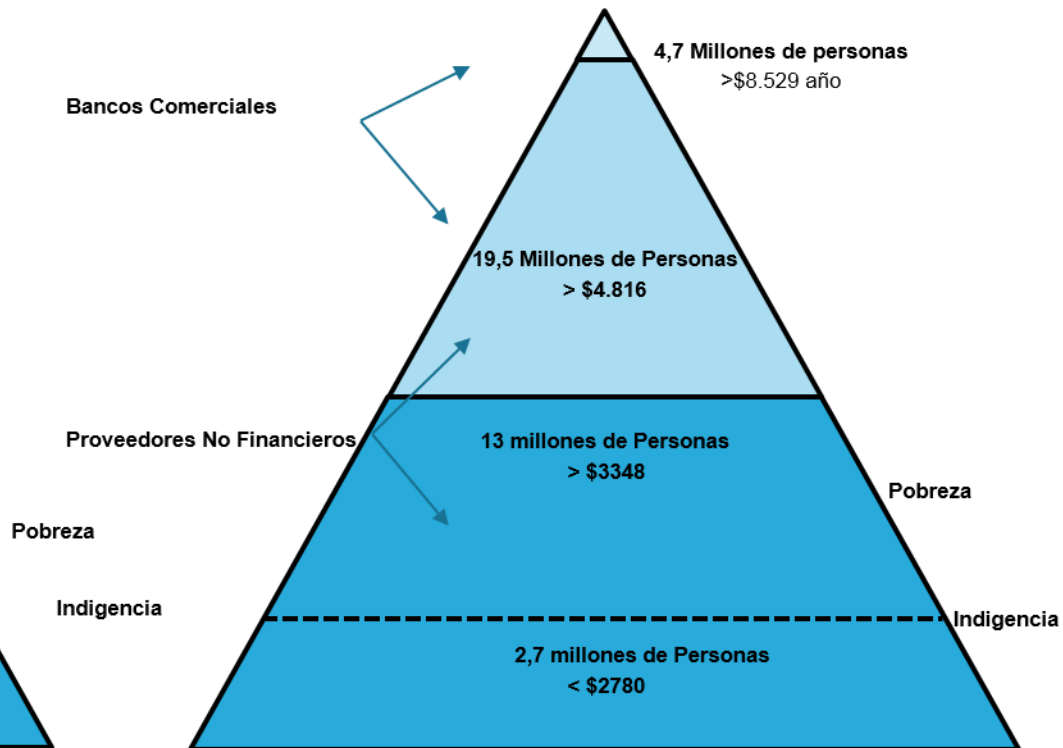 4,7 Millones de personas
>$8.529 año
Bancos Comerciales
19,5 Millones de Personas
> $4.816
Proveedores No Financieros
13 millones de Personas
> $3348
Pobreza
Pobreza
Indigencia
Indigencia
2,7 millones de Personas
< $2780